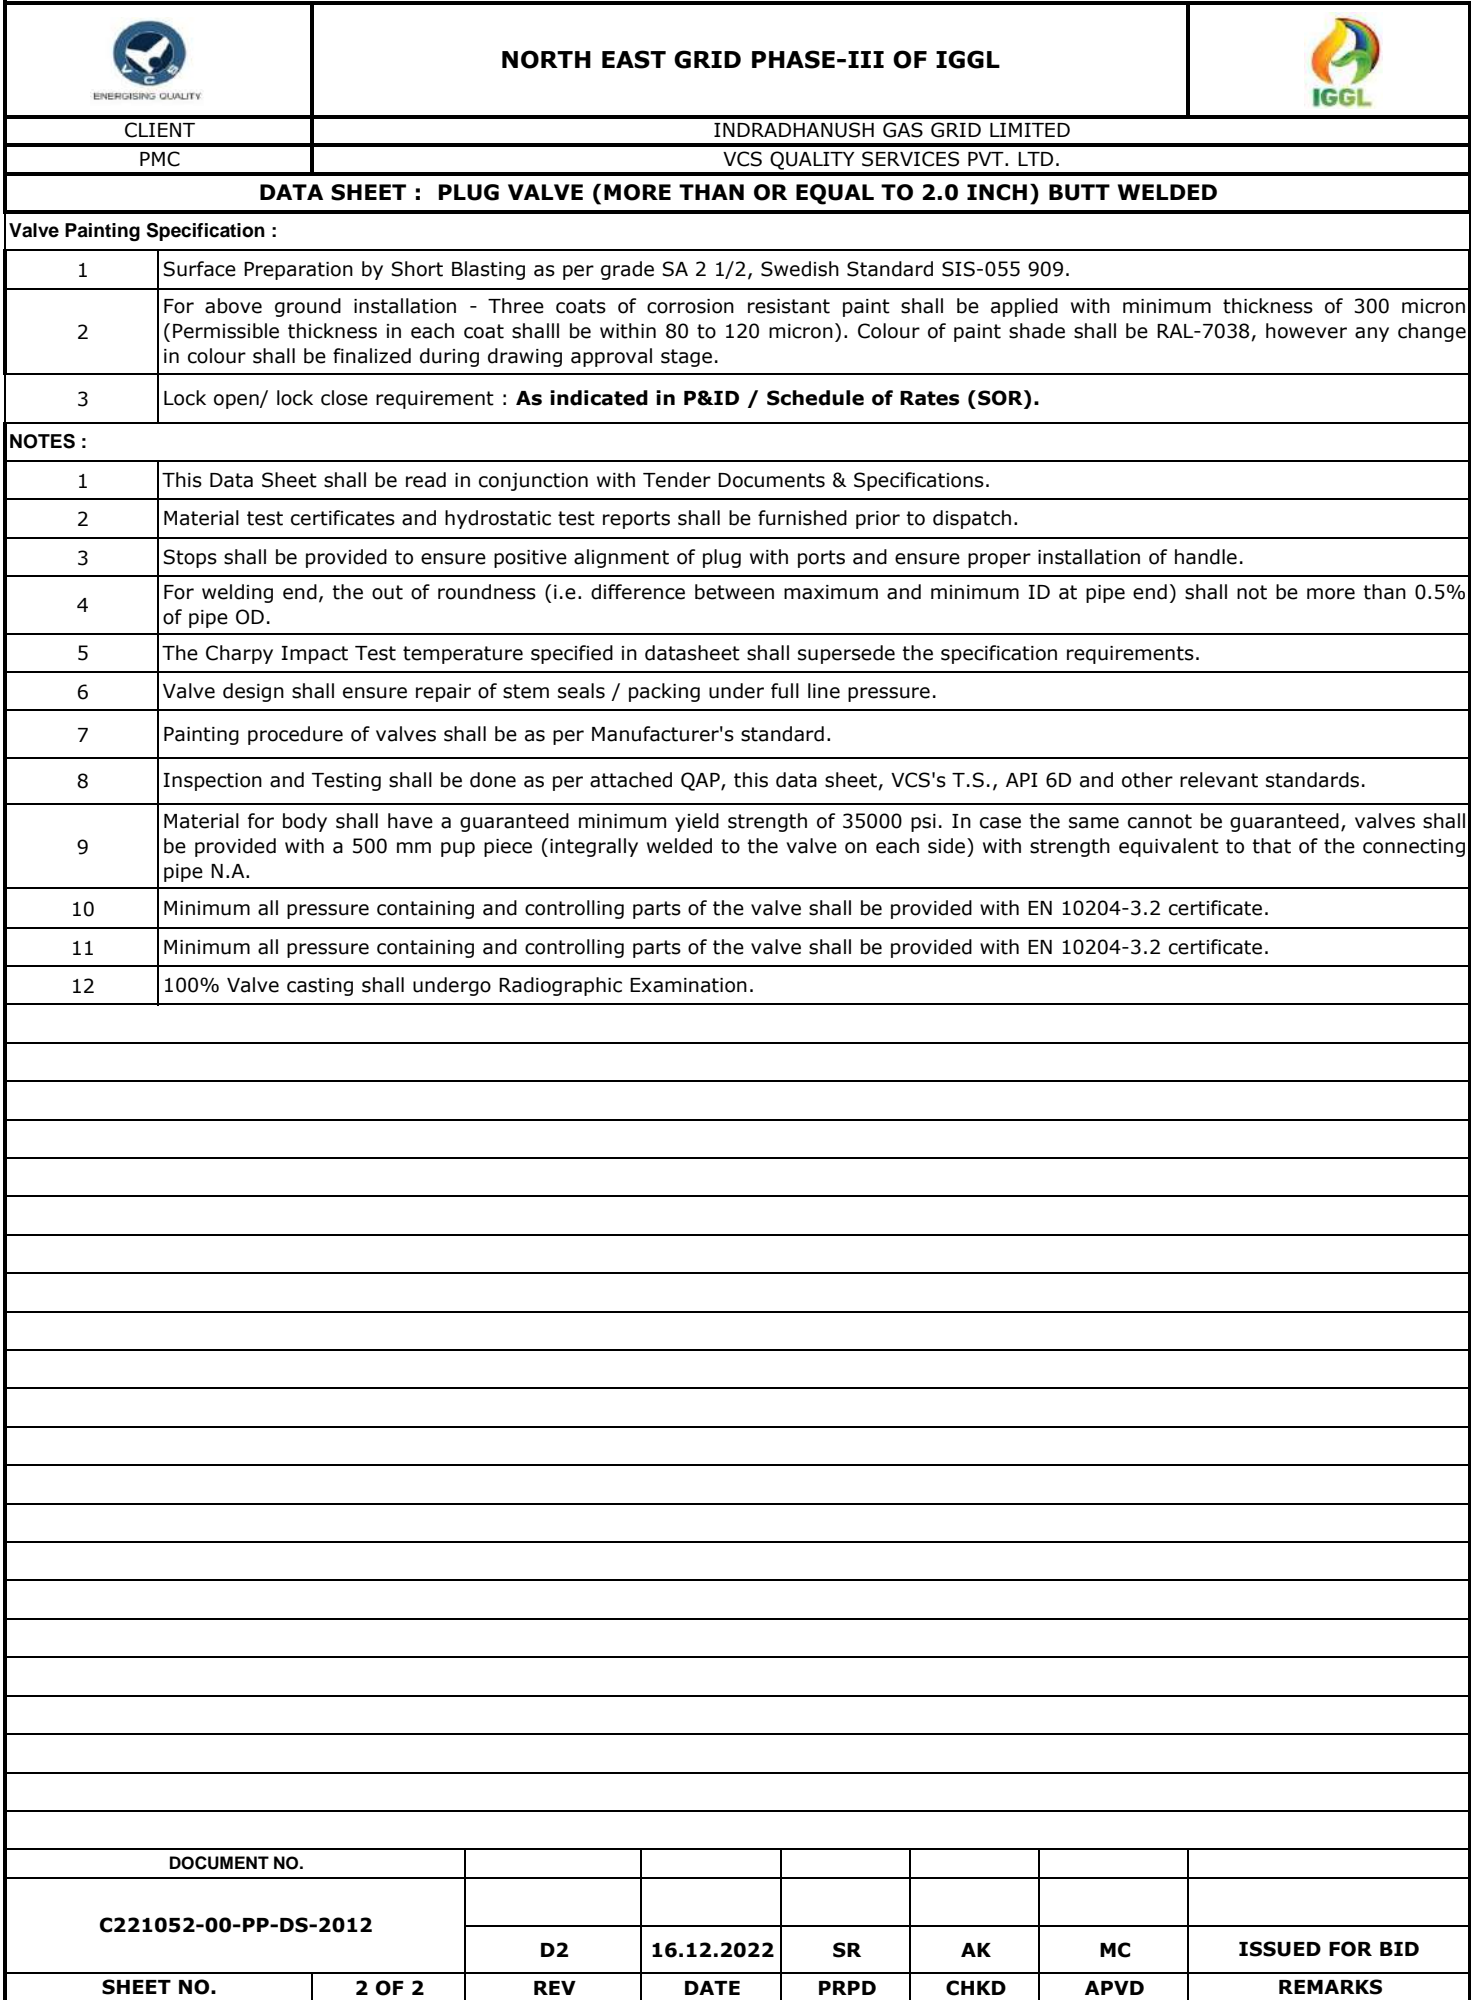 VCS
ENERGISING QUALITY
NORTH EAST GRID PHASE-III OF IGGL
IGGL
CLIENT INDRADHANUSH GAS GRID LIMITED
PMC VCS QUALITY SERVICES PVT. LTD.
DATA SHEET : PLUG VALVE (MORE THAN OR EQUAL TO 2.0 INCH) BUTT WELDED
Valve Painting Specification :
1 Surface Preparation by Short Blasting as per grade SA 2 1/2, Swedish Standard SIS-055 909.
2 For above ground installation - Three coats of corrosion resistant paint shall be applied with minimum thickness of 300 micron
(Permissible thickness in each coat shalll be within 80 to 120 micron). Colour of paint shade shall be RAL-7038, however any change
in colour shall be finalized during drawing approval stage.
3 Lock open/ lock close requirement : As indicated in P&ID / Schedule of Rates (SOR).
NOTES :
1 This Data Sheet shall be read in conjunction with Tender Documents & Specifications.
2 Material test certificates and hydrostatic test reports shall be furnished prior to dispatch.
3 Stops shall be provided to ensure positive alignment of plug with ports and ensure proper installation of handle.
4 For welding end, the out of roundness (i.e. difference between maximum and minimum ID at pipe end) shall not be more than 0.5%
of pipe OD.
5 The Charpy Impact Test temperature specified in datasheet shall supersede the specification requirements.
6 Valve design shall ensure repair of stem seals / packing under full line pressure.
7 Painting procedure of valves shall be as per Manufacturer's standard.
8 Inspection and Testing shall be done as per attached QAP, this data sheet, VCS's T.S., API 6D and other relevant standards.
9 Material for body shall have a guaranteed minimum yield strength of 35000 psi. In case the same cannot be guaranteed, valves shall
be provided with a 500 mm pup piece (integrally welded to the valve on each side) with strength equivalent to that of the connecting
pipe N.A.
10 Minimum all pressure containing and controlling parts of the valve shall be provided with EN 10204-3.2 certificate.
11 Minimum all pressure containing and controlling parts of the valve shall be provided with EN 10204-3.2 certificate.
12 100% Valve casting shall undergo Radiographic Examination.
DOCUMENT NO.
C221052-00-PP-DS-2012
D2 16.12.2022 SR AK MC ISSUED FOR BID
SHEET NO. 2 OF 2 REV DATE PRPD CHKD APVD REMARKS